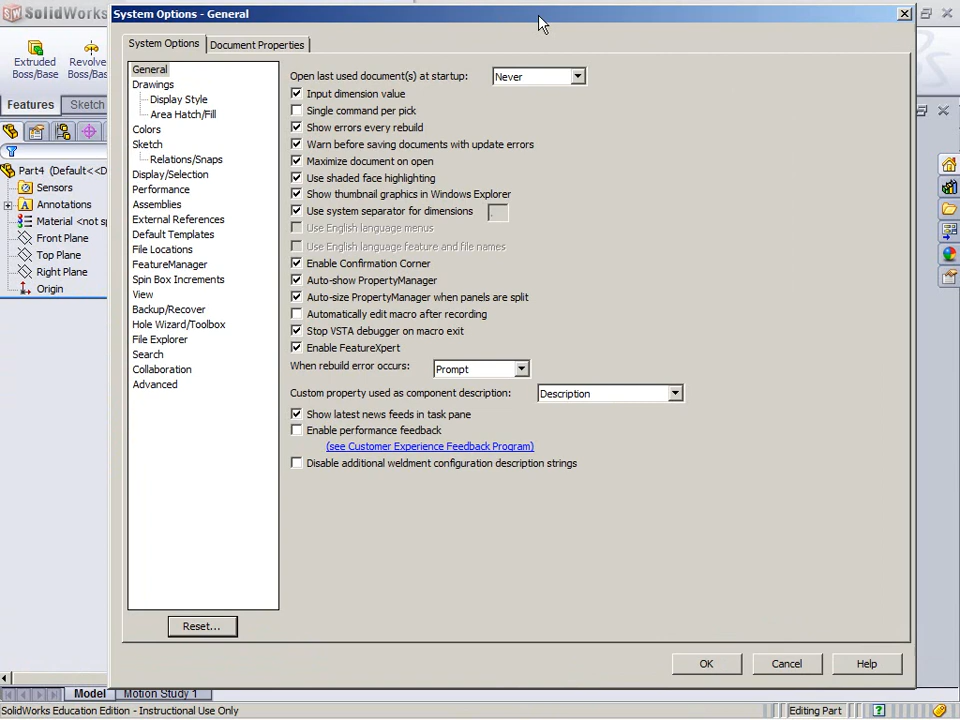 SolidWorks
System Options - General
Extruded
Boss/Base
Revolve
Boss/Bas
Features
Sketch
Part4 (Default<<D
Sensors
Annotations
Material <not s
Front Plane
Top Plane
Right Plane
Origin
System Options
Document Properties
General
Drawings
Display Style
Area Hatch/Fill
Colors
Sketch
Relations/Snaps
Display/Selection
Performance
Assemblies
External References
Default Templates
File Locations
FeatureManager
Spin Box Increments
View
Backup/Recover
Hole Wizard/Toolbox
File Explorer
Search
Collaboration
Advanced
Reset...
Open last used document(s) at startup: Never
Input dimension value
Single command per pick
Show errors every rebuild
Warn before saving documents with update errors
Maximize document on open
Use shaded face highlighting
Show thumbnail graphics in Windows Explorer
Use system separator for dimensions .
Use English language menus
Use English language feature and file names
Enable Confirmation Corner
Auto-show PropertyManager
Auto-size PropertyManager when panels are split
Automatically edit macro after recording
Stop VSTA debugger on macro exit
Enable FeatureXpert
When rebuild error occurs: Prompt
Custom property used as component description: Description
Show latest news feeds in task pane
Enable performance feedback
(see Customer Experience Feedback Program)
Disable additional weldment configuration description strings
OK Cancel Help
Model Motion Study 1
SolidWorks Education Edition - Instructional Use Only
Editing Part